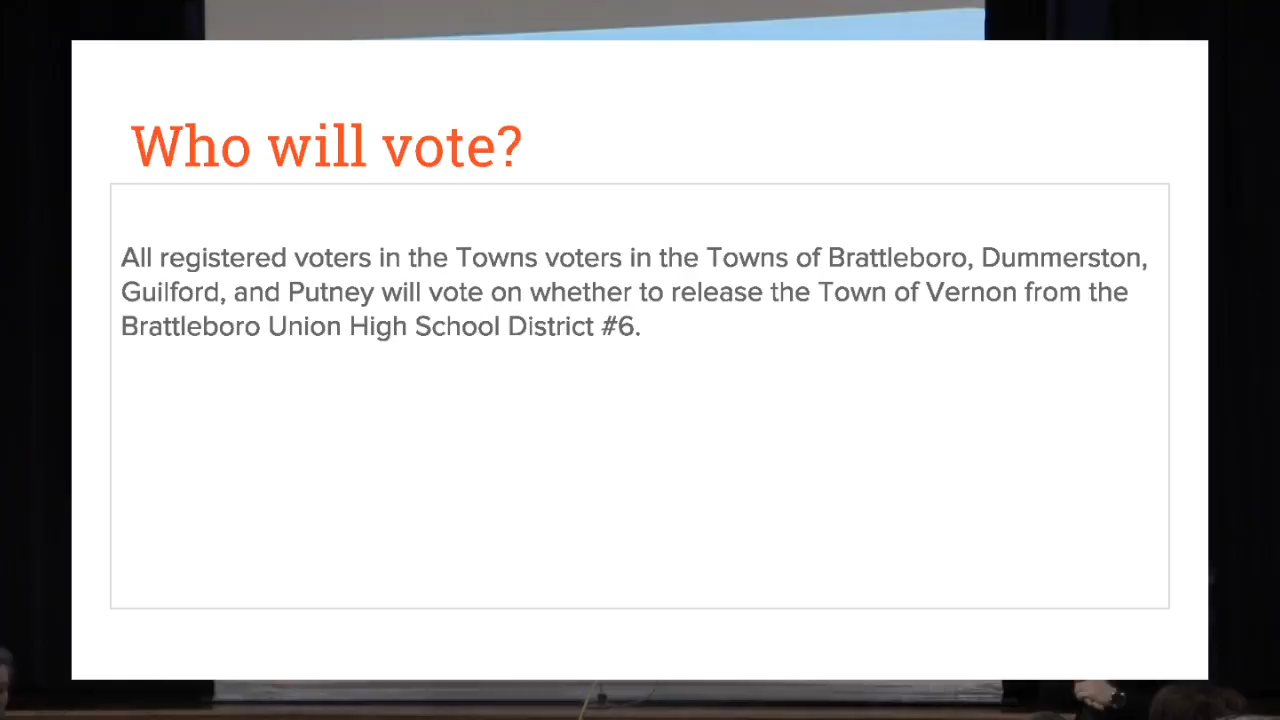 Who will vote?
All registered voters in the Towns voters in the Towns of Brattleboro, Dummerston,
Guilford, and Putney will vote on whether to release the Town of Vernon from the
Brattleboro Union High School District #6.